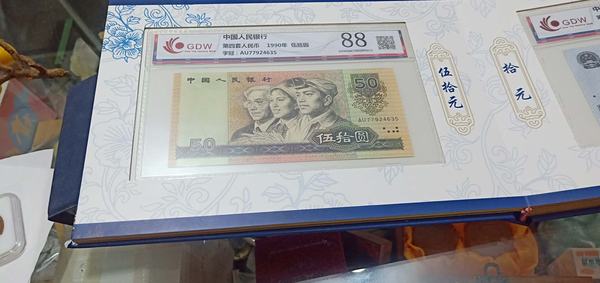 GDW
中国人民银行
第四套人民币 1990年 伍拾圆
字冠：AU77924635
88
中国人民银行
50
AU77924635
50
伍拾圆
伍拾元
拾元
GDW